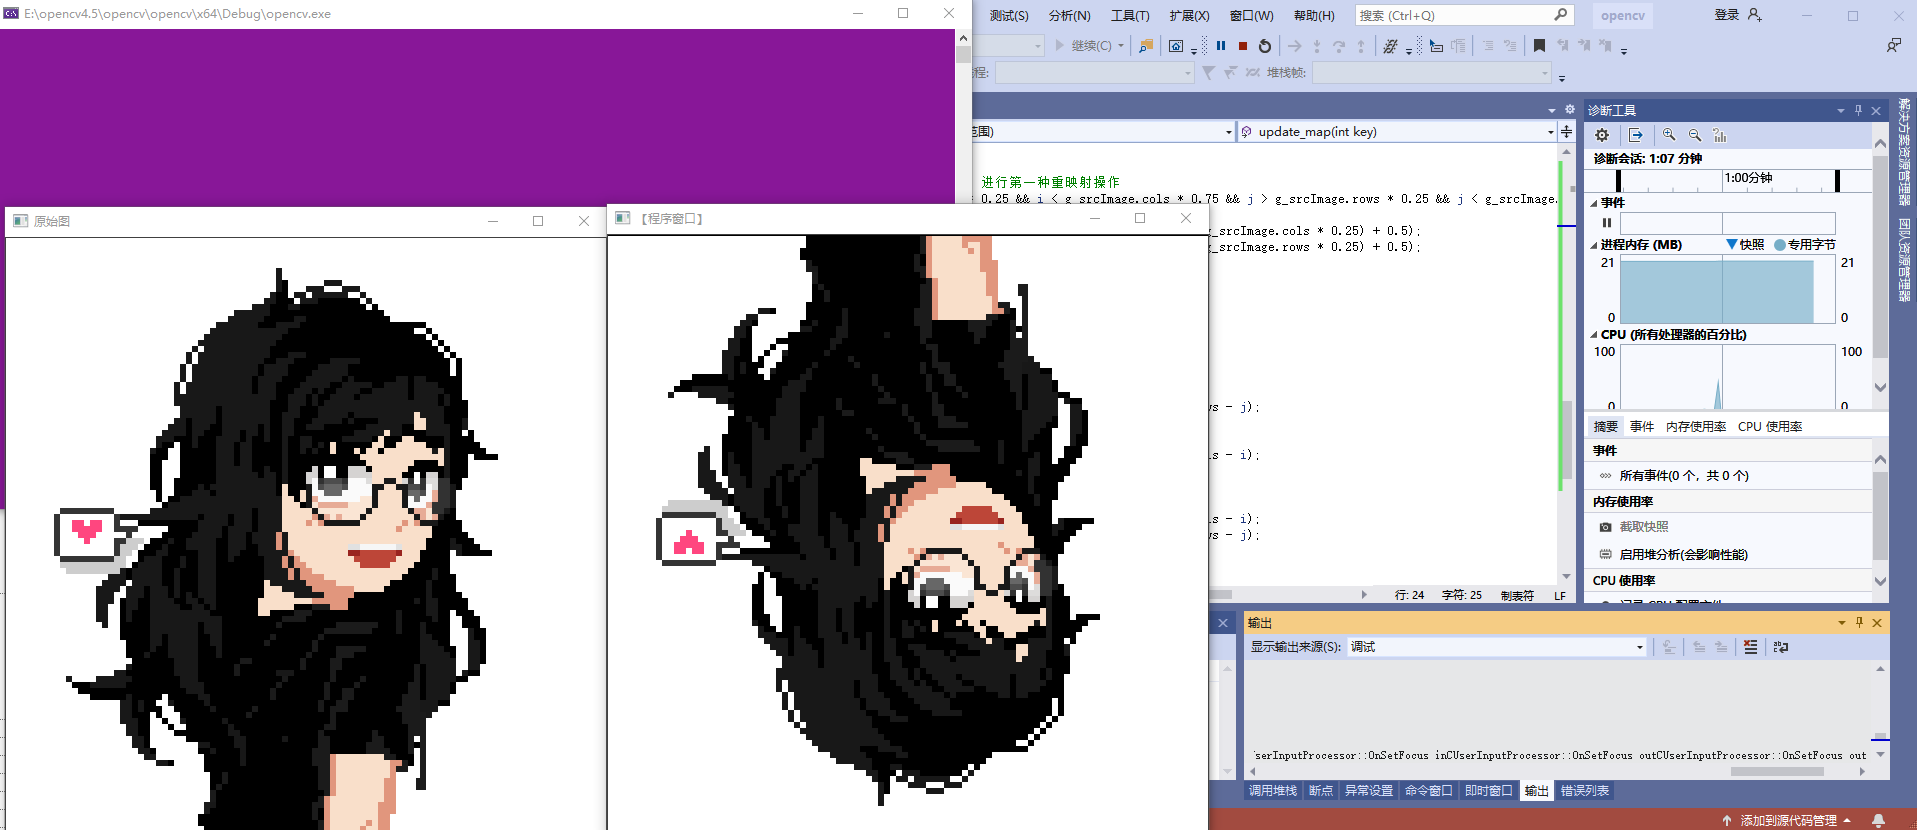 E:\opencv4.5\opencv\opencv\x64\Debug\opencv.exe
测试(S) 分析(N) 工具(T) 扩展(X) 窗口(W) 帮助(H) 搜索 (Ctrl+Q) opencv 登录
继续(C)
程: 堆栈帧:
范围) update_map(int key)
进行第一种重映射操作
0.25 && i < g_srcImage.cols * 0.75 && j > g_srcImage.rows * 0.25 && j < g_srcImage.
g_srcImage.cols * 0.25) + 0.5);
g_srcImage.rows * 0.25) + 0.5);
s - j);
s - i);
s - i);
s - j);
行: 24 字符: 25 制表符 LF
原始图
【程序窗口】
诊断工具
诊断会话: 1:07 分钟
1:00分钟
事件
进程内存 (MB) 快照 专用字节
21 21
0 0
CPU (所有处理器的百分比)
100 100
0 0
摘要 事件 内存使用率 CPU 使用率
事件
所有事件(0 个，共 0 个)
内存使用率
截取快照
启用堆分析(会影响性能)
CPU 使用率
记录 CPU 配置文件
解决方案资源管理器
团队资源管理器
输出
显示输出来源(S): 调试
serInputProcessor::OnSetFocus inCUserInputProcessor::OnSetFocus outCUserInputProcessor::OnSetFocus out
调用堆栈 断点 异常设置 命令窗口 即时窗口 输出 错误列表
添加到源代码管理